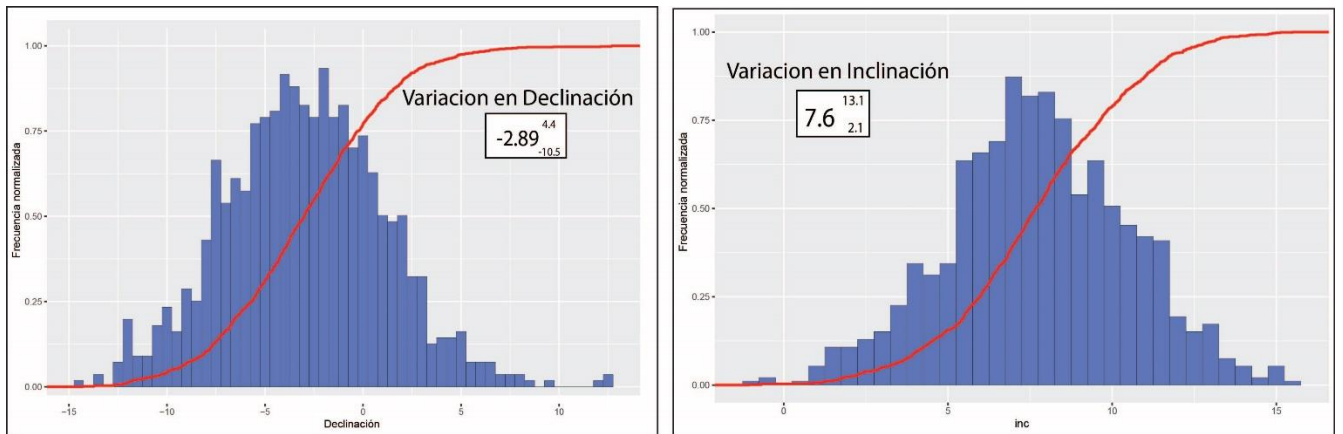 1.00
0.75
0.50
0.25
0.00
Frecuencia normalizada
Variacion en Declinación
-2.89 4.4 -10.5
-15
-10
-5
0
5
10
Declinación
1.00
0.75
0.50
0.25
0.00
Frecuencia normalizada
Variacion en Inclinación
7.6 13.1 2.1
0
5
10
15
inc